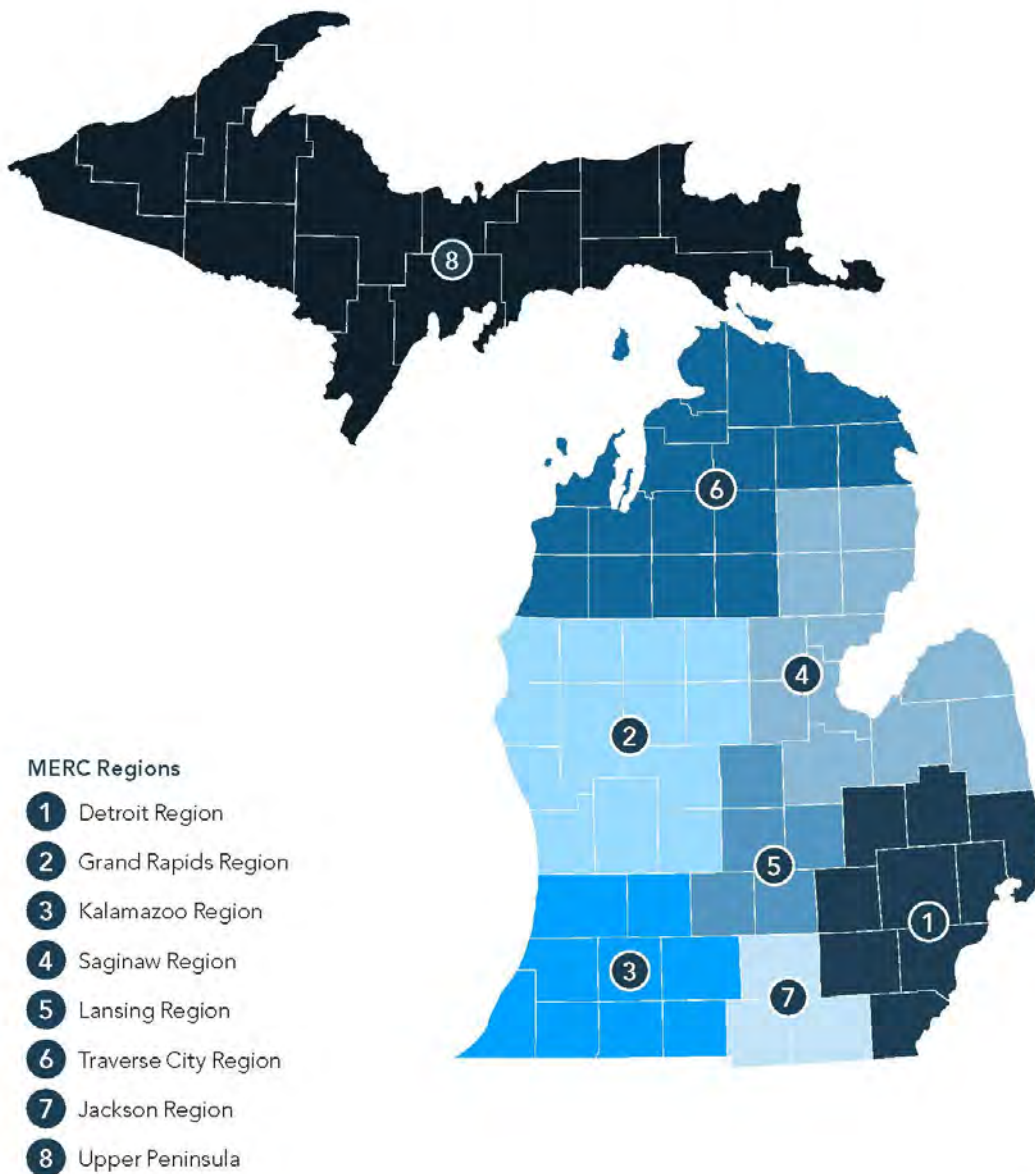 8
6
4
2
5
1
3
7
MERC Regions
1 Detroit Region
2 Grand Rapids Region
3 Kalamazoo Region
4 Saginaw Region
5 Lansing Region
6 Traverse City Region
7 Jackson Region
8 Upper Peninsula